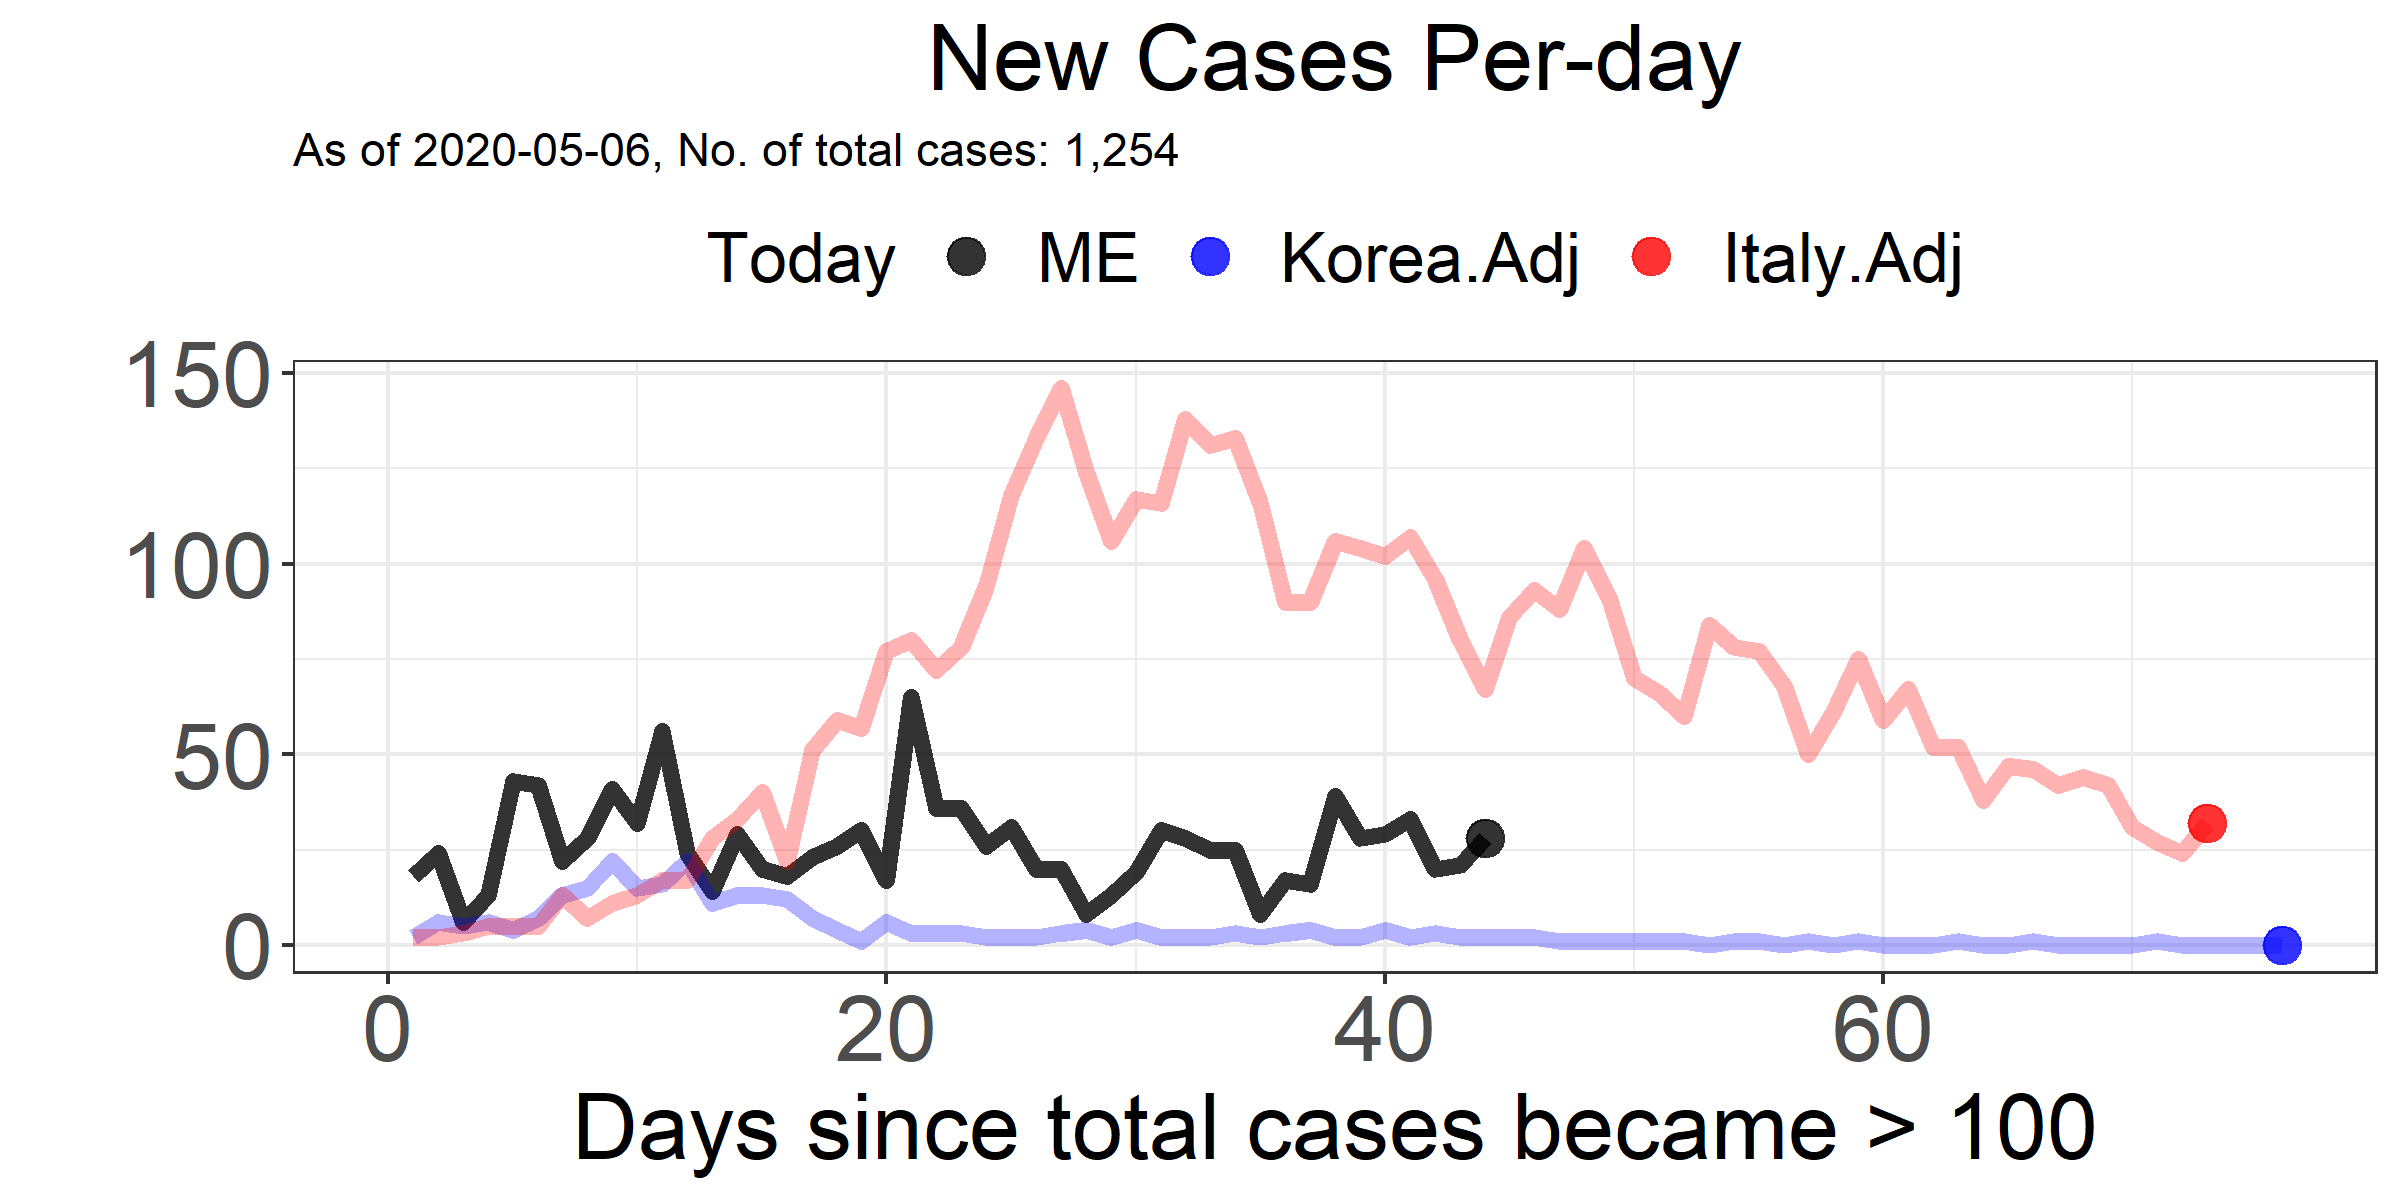 New Cases Per-day
As of 2020-05-06, No. of total cases: 1,254
Today ME Korea.Adj Italy.Adj
150
100
50
0
0 20 40 60
Days since total cases became > 100